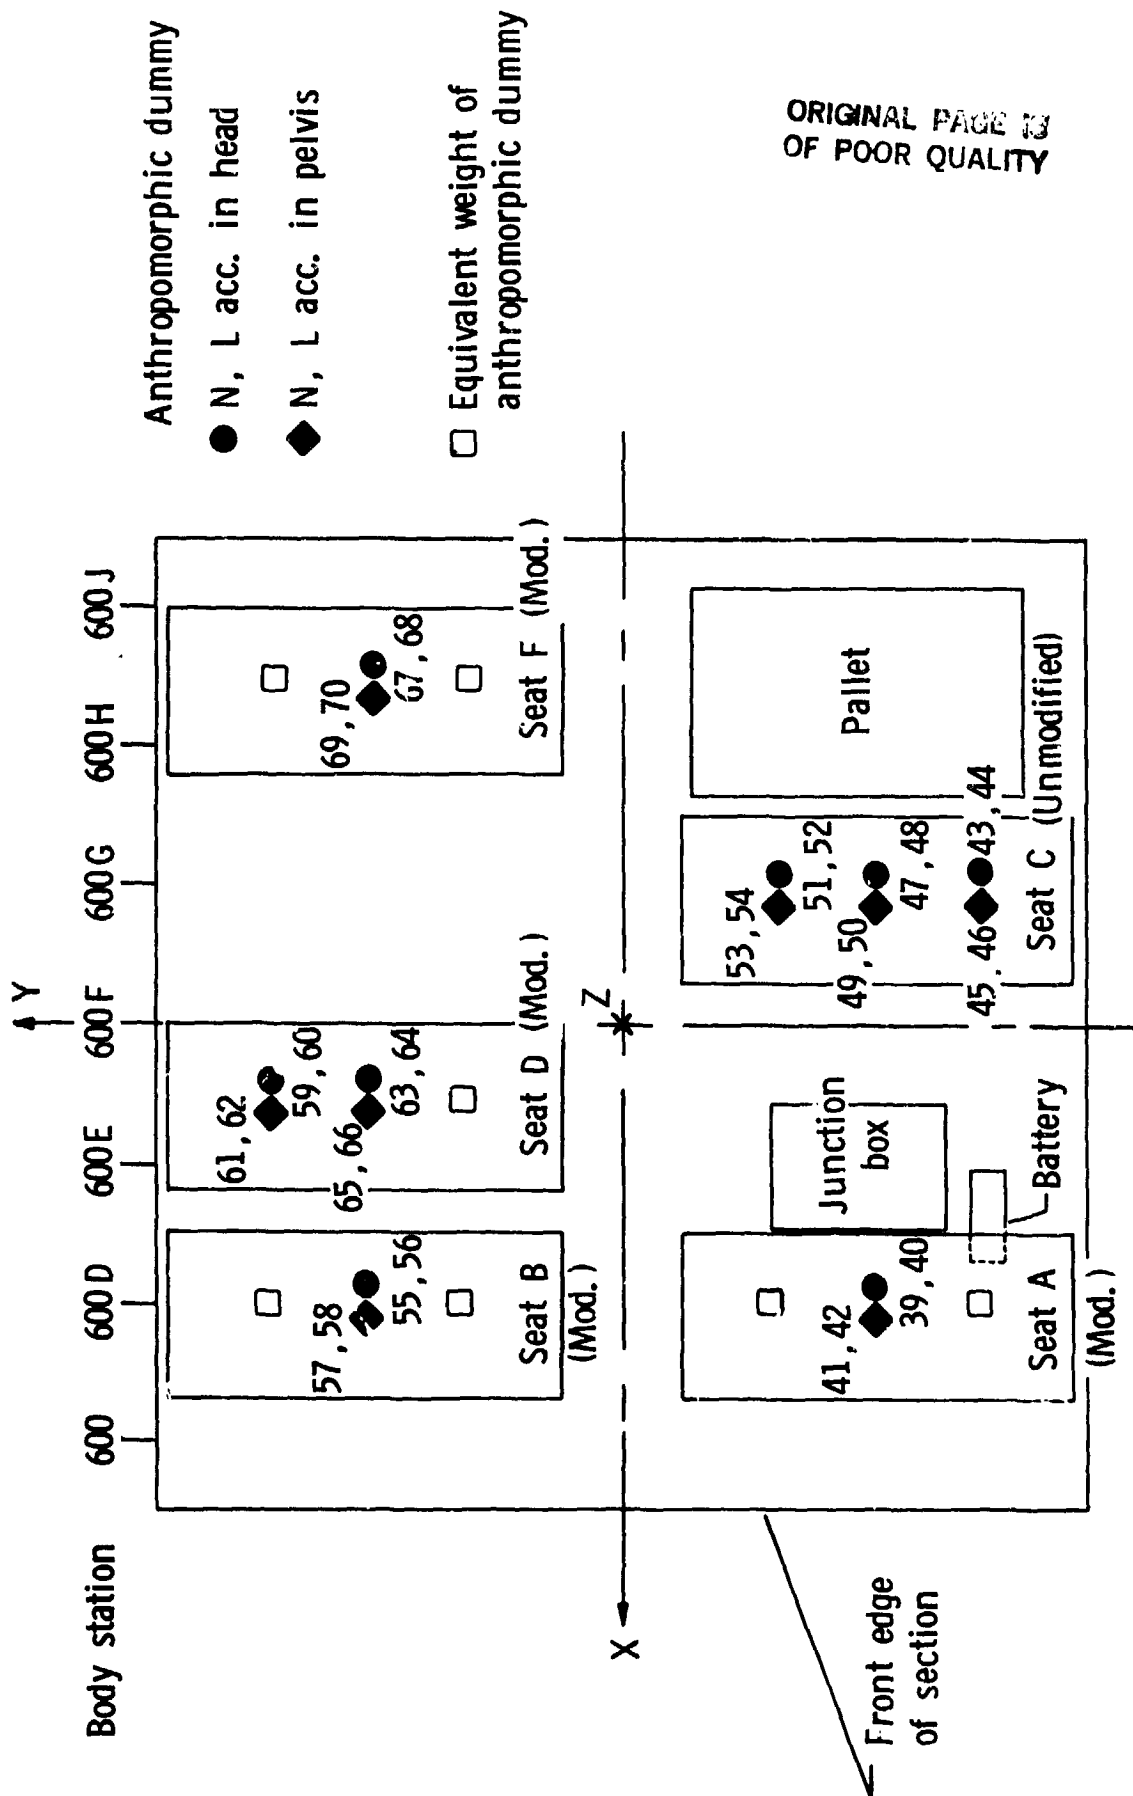 Body station
600
600D
600E
600F
600G
600H
600J
Y
Anthropomorphic dummy
N, L acc. in head
N, L acc. in pelvis
Equivalent weight of
anthropomorphic dummy
57, 58
55, 56
Seat B
(Mod.)
61, 62
59, 60
65, 66
63, 64
Seat D (Mod.)
69, 70
67, 68
Seat F (Mod.)
X
Z
41, 42
39, 40
Seat A
(Mod.)
Junction
box
Battery
53, 54
51, 52
49, 50
47, 48
45, 46
43, 44
Seat C (Unmodified)
Pallet
Front edge
of section
ORIGINAL PAGE IS
OF POOR QUALITY